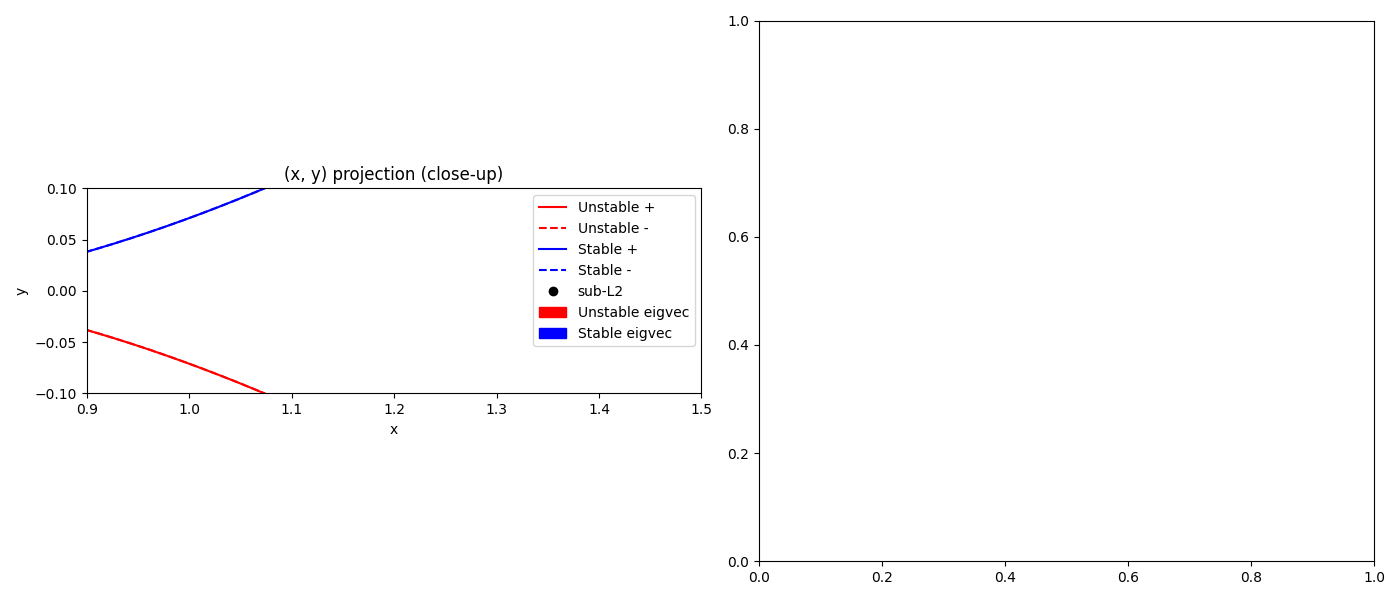 (x, y) projection (close-up)
0.10
0.05
0.00
−0.05
−0.10
y
0.9 1.0 1.1 1.2 1.3 1.4 1.5
x
Unstable +
Unstable -
Stable +
Stable -
sub-L2
Unstable eigvec
Stable eigvec
1.0
0.8
0.6
0.4
0.2
0.0
0.0 0.2 0.4 0.6 0.8 1.0